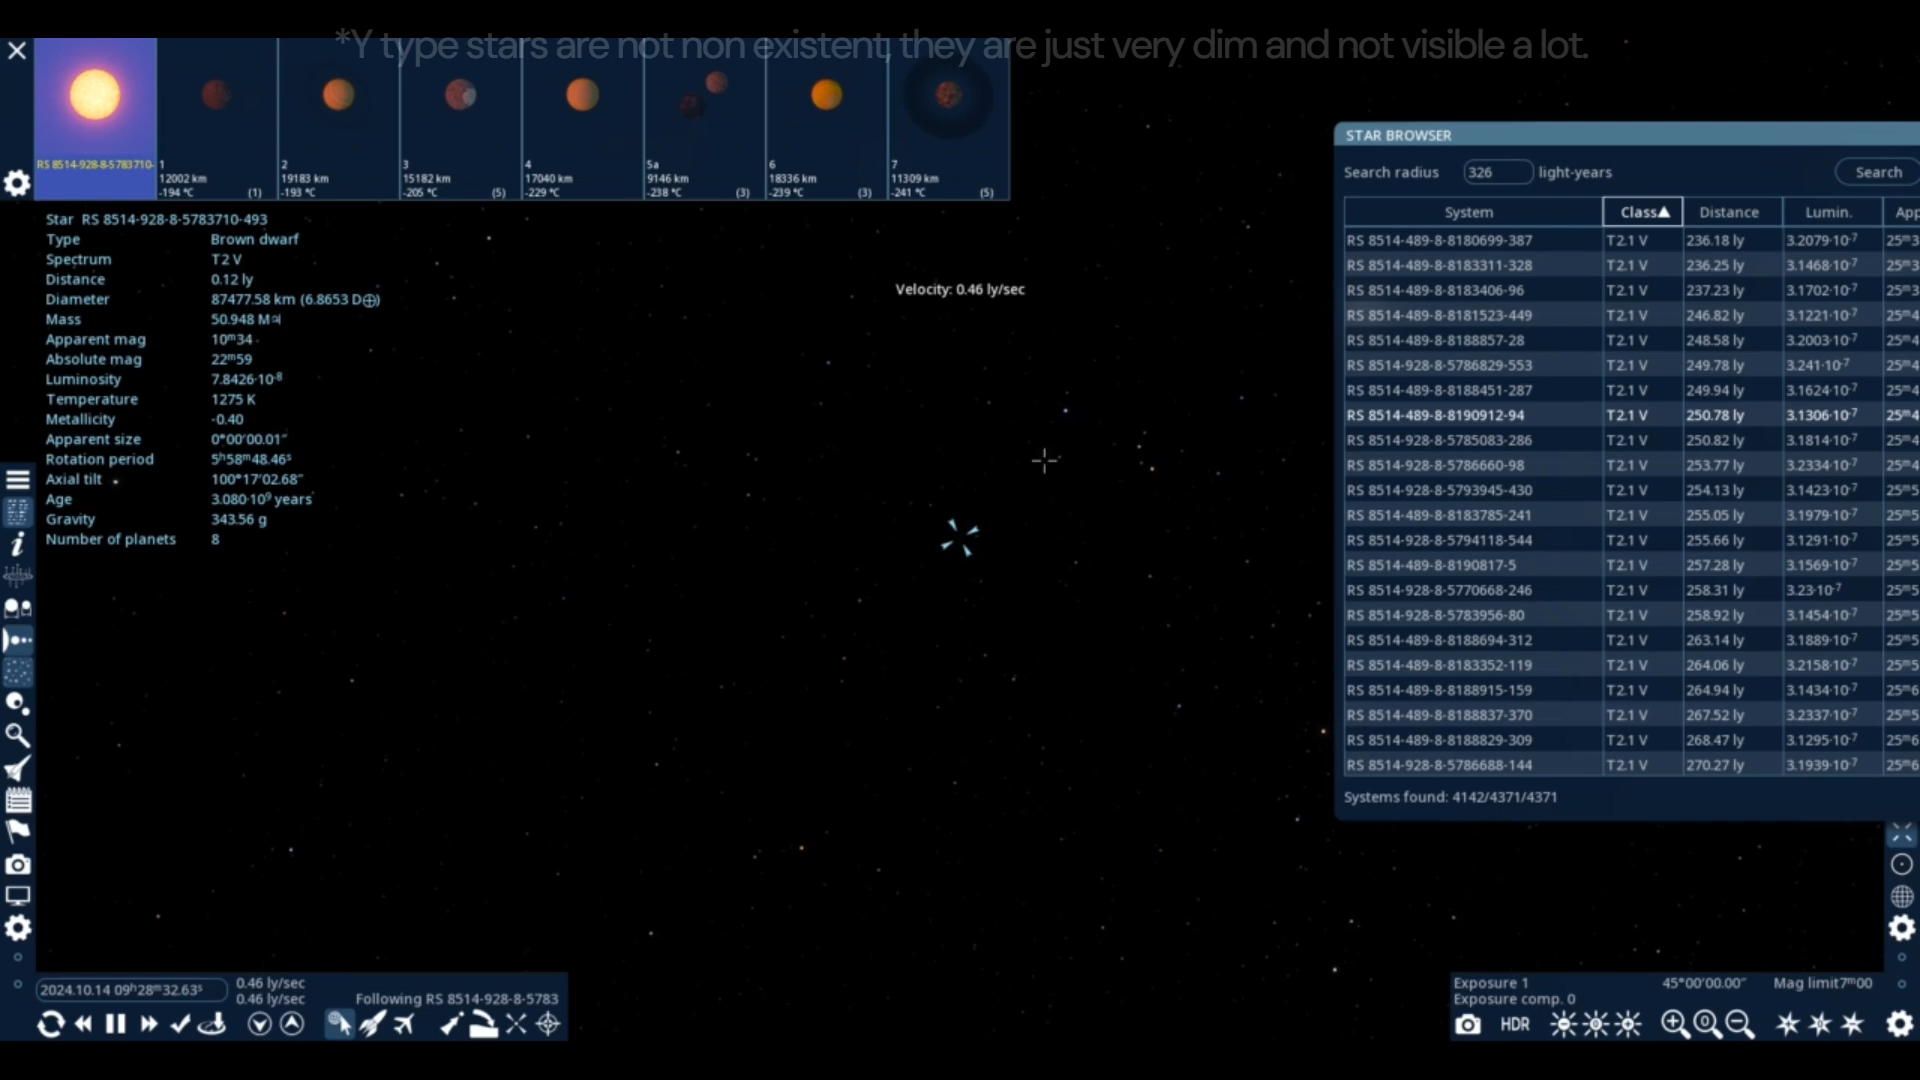 *Y type stars are not non existent, they are just very dim and not visible a lot.
RS 8514-928-8-5783710-
1
12002 km
-194 °C (1)
2
19183 km
-193 °C
3
15182 km
-205 °C (5)
4
17040 km
-229 °C
5a
9146 km
-238 °C (3)
6
18336 km
-239 °C (3)
7
11309 km
-241 °C (5)
Star RS 8514-928-8-5783710-493
Type Brown dwarf
Spectrum T2 V
Distance 0.12 ly
Diameter 87477.58 km (6.8653 D⊕)
Mass 50.948 M♃
Apparent mag 10ᵐ34
Absolute mag 22ᵐ59
Luminosity 7.8426·10⁻⁸
Temperature 1275 K
Metallicity -0.40
Apparent size 0°00′00.01″
Rotation period 5ʰ58ᵐ48.46ˢ
Axial tilt 100°17′02.68″
Age 3.080·10⁹ years
Gravity 343.56 g
Number of planets 8
Velocity: 0.46 ly/sec
STAR BROWSER
Search radius 326 light-years Search
System Class▲ Distance Lumin. App
RS 8514-489-8-8180699-387 T2.1 V 236.18 ly 3.2079·10⁻⁷ 25ᵐ3
RS 8514-489-8-8183311-328 T2.1 V 236.25 ly 3.1468·10⁻⁷ 25ᵐ3
RS 8514-489-8-8183406-96 T2.1 V 237.23 ly 3.1702·10⁻⁷ 25ᵐ3
RS 8514-489-8-8181523-449 T2.1 V 246.82 ly 3.1221·10⁻⁷ 25ᵐ4
RS 8514-489-8-8188857-28 T2.1 V 248.58 ly 3.2003·10⁻⁷ 25ᵐ4
RS 8514-928-8-5786829-553 T2.1 V 249.78 ly 3.241·10⁻⁷ 25ᵐ4
RS 8514-489-8-8188451-287 T2.1 V 249.94 ly 3.1624·10⁻⁷ 25ᵐ4
RS 8514-489-8-8190912-94 T2.1 V 250.78 ly 3.1306·10⁻⁷ 25ᵐ4
RS 8514-928-8-5785083-286 T2.1 V 250.82 ly 3.1814·10⁻⁷ 25ᵐ4
RS 8514-928-8-5786660-98 T2.1 V 253.77 ly 3.2334·10⁻⁷ 25ᵐ4
RS 8514-928-8-5793945-430 T2.1 V 254.13 ly 3.1423·10⁻⁷ 25ᵐ5
RS 8514-928-8-8183785-241 T2.1 V 255.05 ly 3.1979·10⁻⁷ 25ᵐ5
RS 8514-928-8-5794118-544 T2.1 V 255.66 ly 3.1291·10⁻⁷ 25ᵐ5
RS 8514-489-8-8190817-5 T2.1 V 257.28 ly 3.1569·10⁻⁷ 25ᵐ5
RS 8514-928-8-5770668-246 T2.1 V 258.31 ly 3.23·10⁻⁷ 25ᵐ5
RS 8514-928-8-5783956-80 T2.1 V 258.92 ly 3.1454·10⁻⁷ 25ᵐ5
RS 8514-489-8-8188694-312 T2.1 V 263.14 ly 3.1889·10⁻⁷ 25ᵐ5
RS 8514-489-8-8183352-119 T2.1 V 264.06 ly 3.2158·10⁻⁷ 25ᵐ5
RS 8514-489-8-8188915-159 T2.1 V 264.94 ly 3.1434·10⁻⁷ 25ᵐ6
RS 8514-489-8-8188837-370 T2.1 V 267.52 ly 3.2337·10⁻⁷ 25ᵐ5
RS 8514-489-8-8188829-309 T2.1 V 268.47 ly 3.1295·10⁻⁷ 25ᵐ6
RS 8514-928-8-5786688-144 T2.1 V 270.27 ly 3.1939·10⁻⁷ 25ᵐ6
Systems found: 4142/4371/4371
2024.10.14 09ʰ28ᵐ32.63ˢ
0.46 ly/sec
0.46 ly/sec
Following RS 8514-928-8-5783
Exposure 1 45°00′00.00″ Mag limit7ᵐ00
Exposure comp. 0
HDR